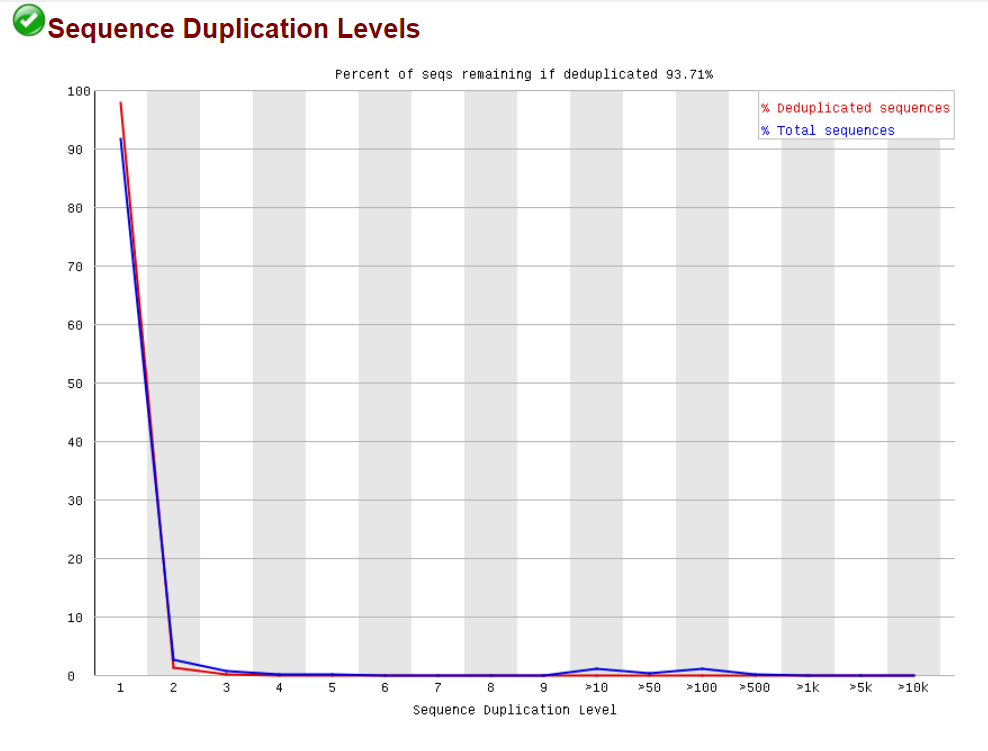 Sequence Duplication Levels
Percent of seqs remaining if deduplicated 93.71%
% Deduplicated sequences
% Total sequences
100
90
80
70
60
50
40
30
20
10
0
1 2 3 4 5 6 7 8 9 >10 >50 >100 >500 >1k >5k >10k
Sequence Duplication Level